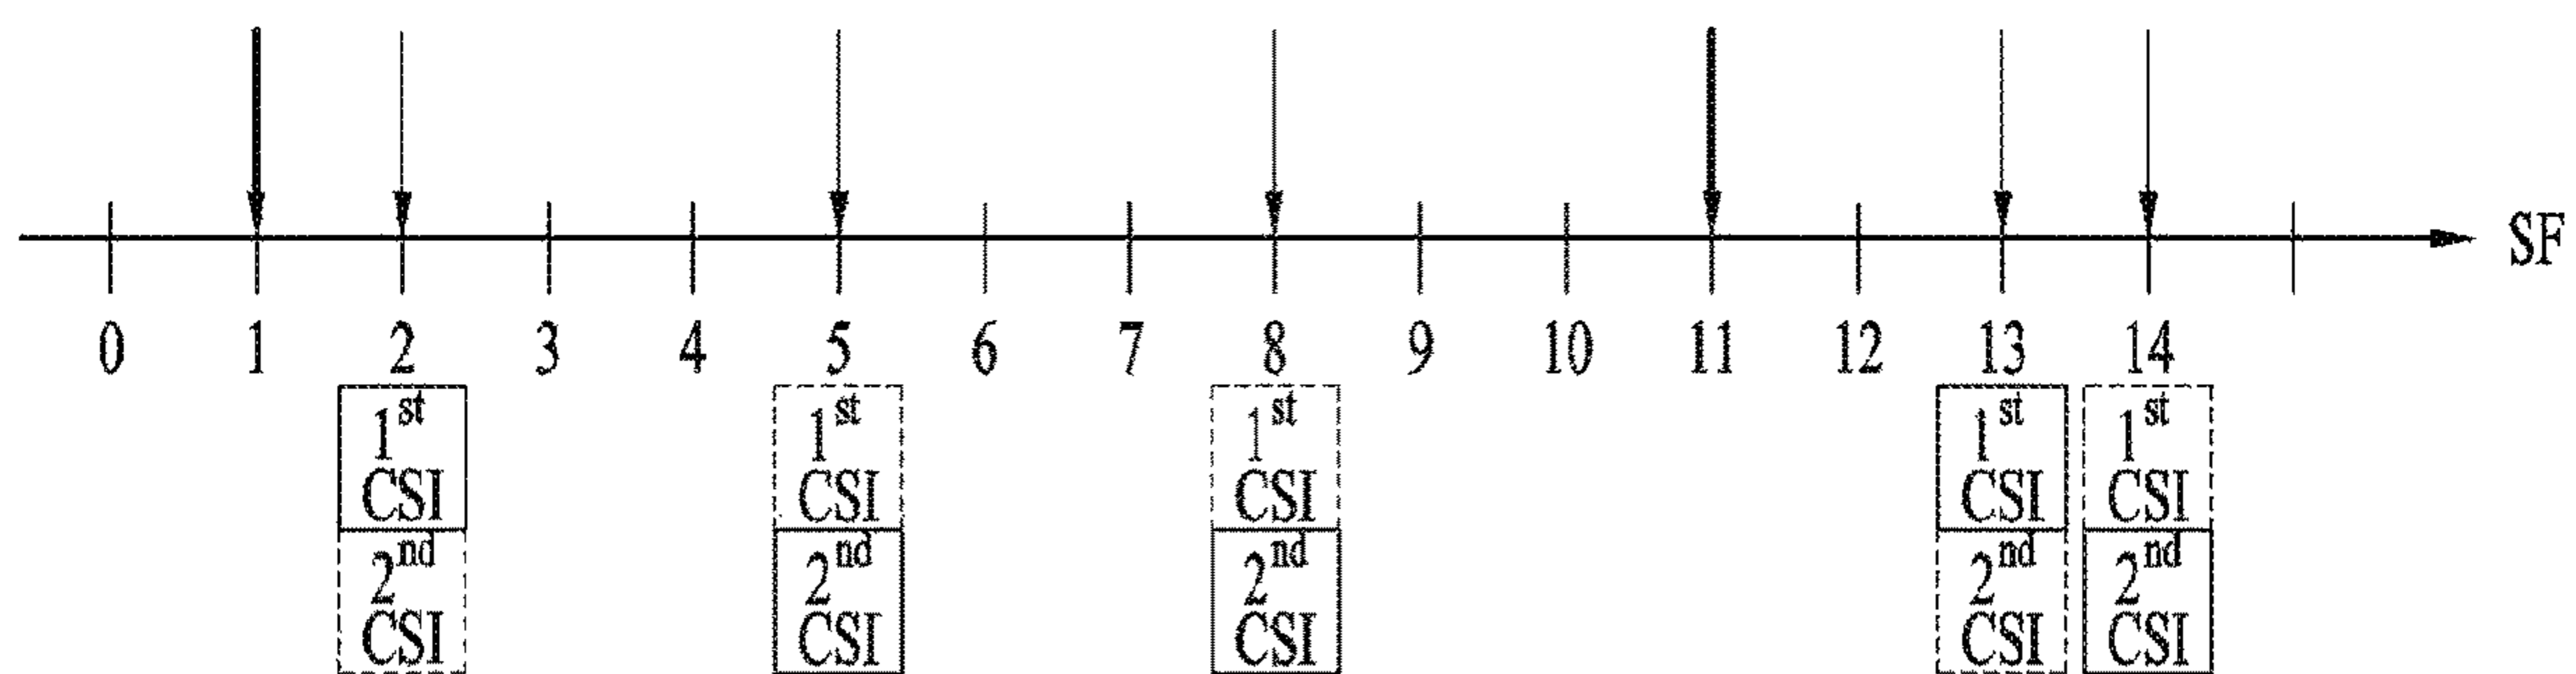 SF
0 1 2 3 4 5 6 7 8 9 10 11 12 13 14
1st 1st 1st 1st 1st
CSI CSI CSI CSI CSI
2nd 2nd 2nd 2nd 2nd
CSI CSI CSI CSI CSI